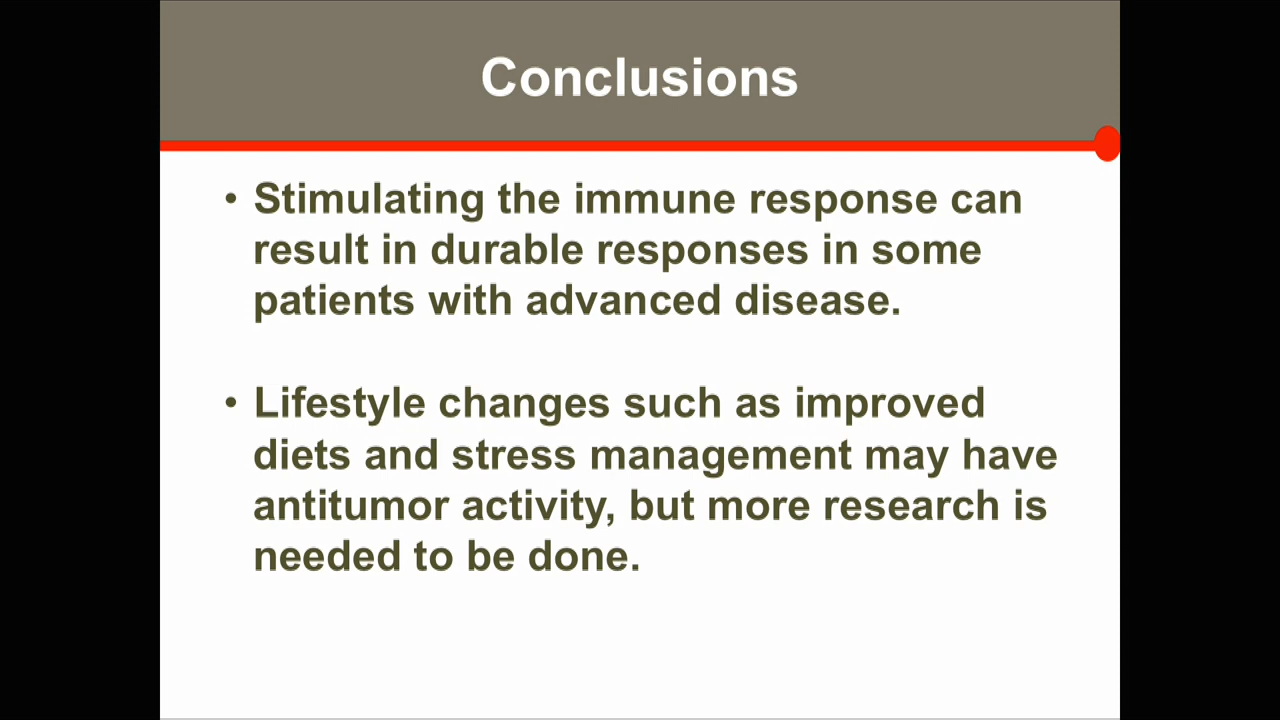 Conclusions
• Stimulating the immune response can
result in durable responses in some
patients with advanced disease.
• Lifestyle changes such as improved
diets and stress management may have
antitumor activity, but more research is
needed to be done.